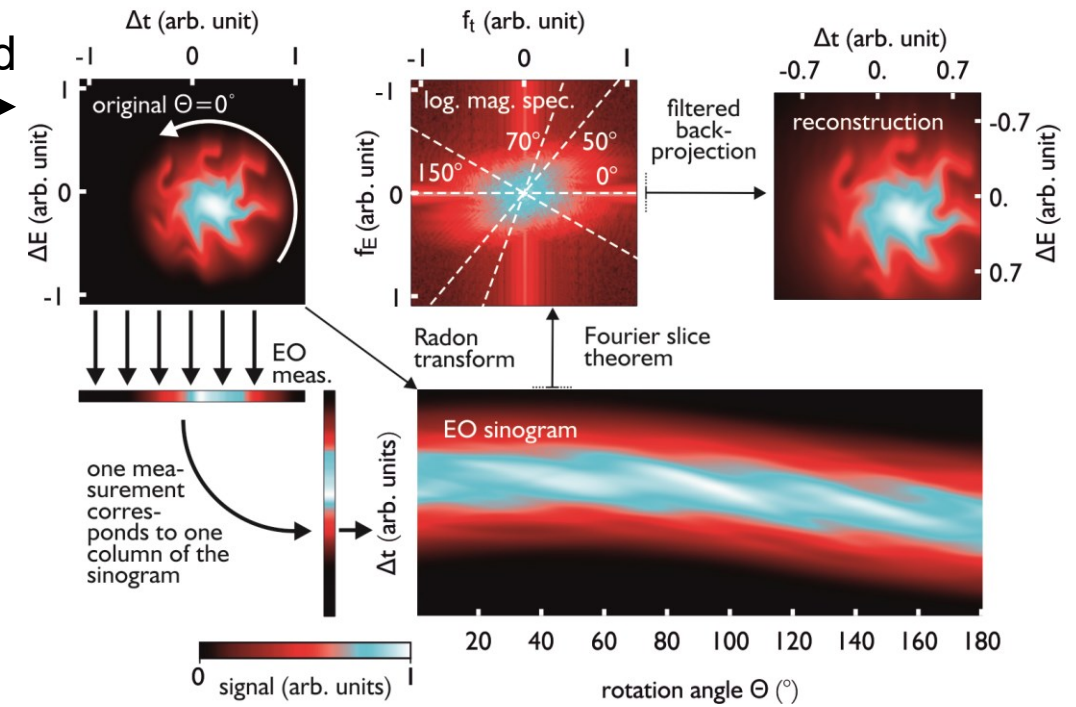 d
Δt (arb. unit)
-1 0 1
1
0
-1
ΔE (arb. unit)
original Θ=0°
f_t (arb. unit)
-1 0 1
-1
0
1
f_E (arb. unit)
log. mag. spec.
70° 50°
150° 0°
filtered
back-
projection
Δt (arb. unit)
-0.7 0. 0.7
reconstruction
-0.7
0.
0.7
ΔE (arb. unit)
EO
meas.
Radon
transform
Fourier slice
theorem
one mea-
surement
corres-
ponds to one
column of the
sinogram
Δt (arb. units)
EO sinogram
20 40 60 80 100 120 140 160 180
rotation angle Θ (°)
0 1
signal (arb. units)